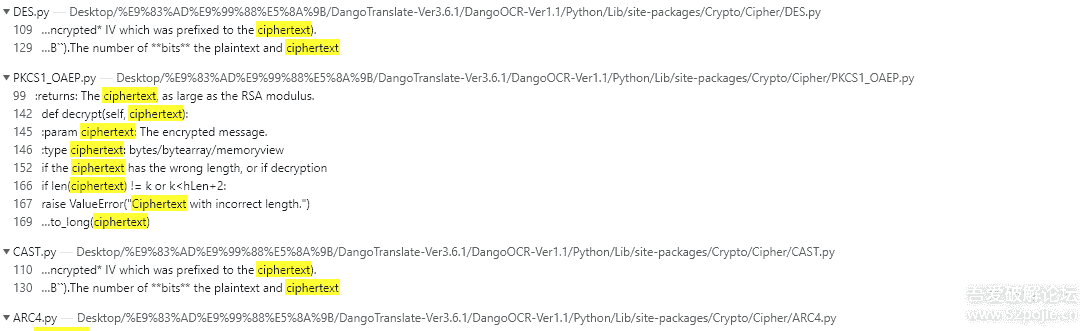 DES.py — Desktop/%E9%83%AD%E9%99%88%E5%8A%9B/DangoTranslate-Ver3.6.1/DangoOCR-Ver1.1/Python/Lib/site-packages/Crypto/Cipher/DES.py
109 ...ncrypted* IV which was prefixed to the ciphertext).
129 ...B``).The number of **bits** the plaintext and ciphertext
PKCS1_OAEP.py — Desktop/%E9%83%AD%E9%99%88%E5%8A%9B/DangoTranslate-Ver3.6.1/DangoOCR-Ver1.1/Python/Lib/site-packages/Crypto/Cipher/PKCS1_OAEP.py
99 :returns: The ciphertext, as large as the RSA modulus.
142 def decrypt(self, ciphertext):
145 :param ciphertext: The encrypted message.
146 :type ciphertext: bytes/bytearray/memoryview
152 if the ciphertext has the wrong length, or if decryption
166 if len(ciphertext) != k or k<hLen+2:
167 raise ValueError("Ciphertext with incorrect length.")
169 ...to_long(ciphertext)
CAST.py — Desktop/%E9%83%AD%E9%99%88%E5%8A%9B/DangoTranslate-Ver3.6.1/DangoOCR-Ver1.1/Python/Lib/site-packages/Crypto/Cipher/CAST.py
110 ...ncrypted* IV which was prefixed to the ciphertext).
130 ...B``).The number of **bits** the plaintext and ciphertext
ARC4.py — Desktop/%E9%83%AD%E9%99%88%E5%8A%9B/DangoTranslate-Ver3.6.1/DangoOCR-Ver1.1/Python/Lib/site-packages/Crypto/Cipher/ARC4.py
吾爱破解论坛
www.52pojie.cn